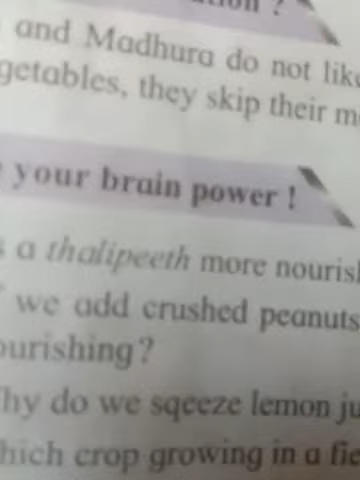 ?
and Madhura do not like
getables, they skip their m
your brain power !
a thalipeeth more nourish
we add crushed peanuts
ourishing?
hy do we sqeeze lemon ju
hich crop growing in a fie